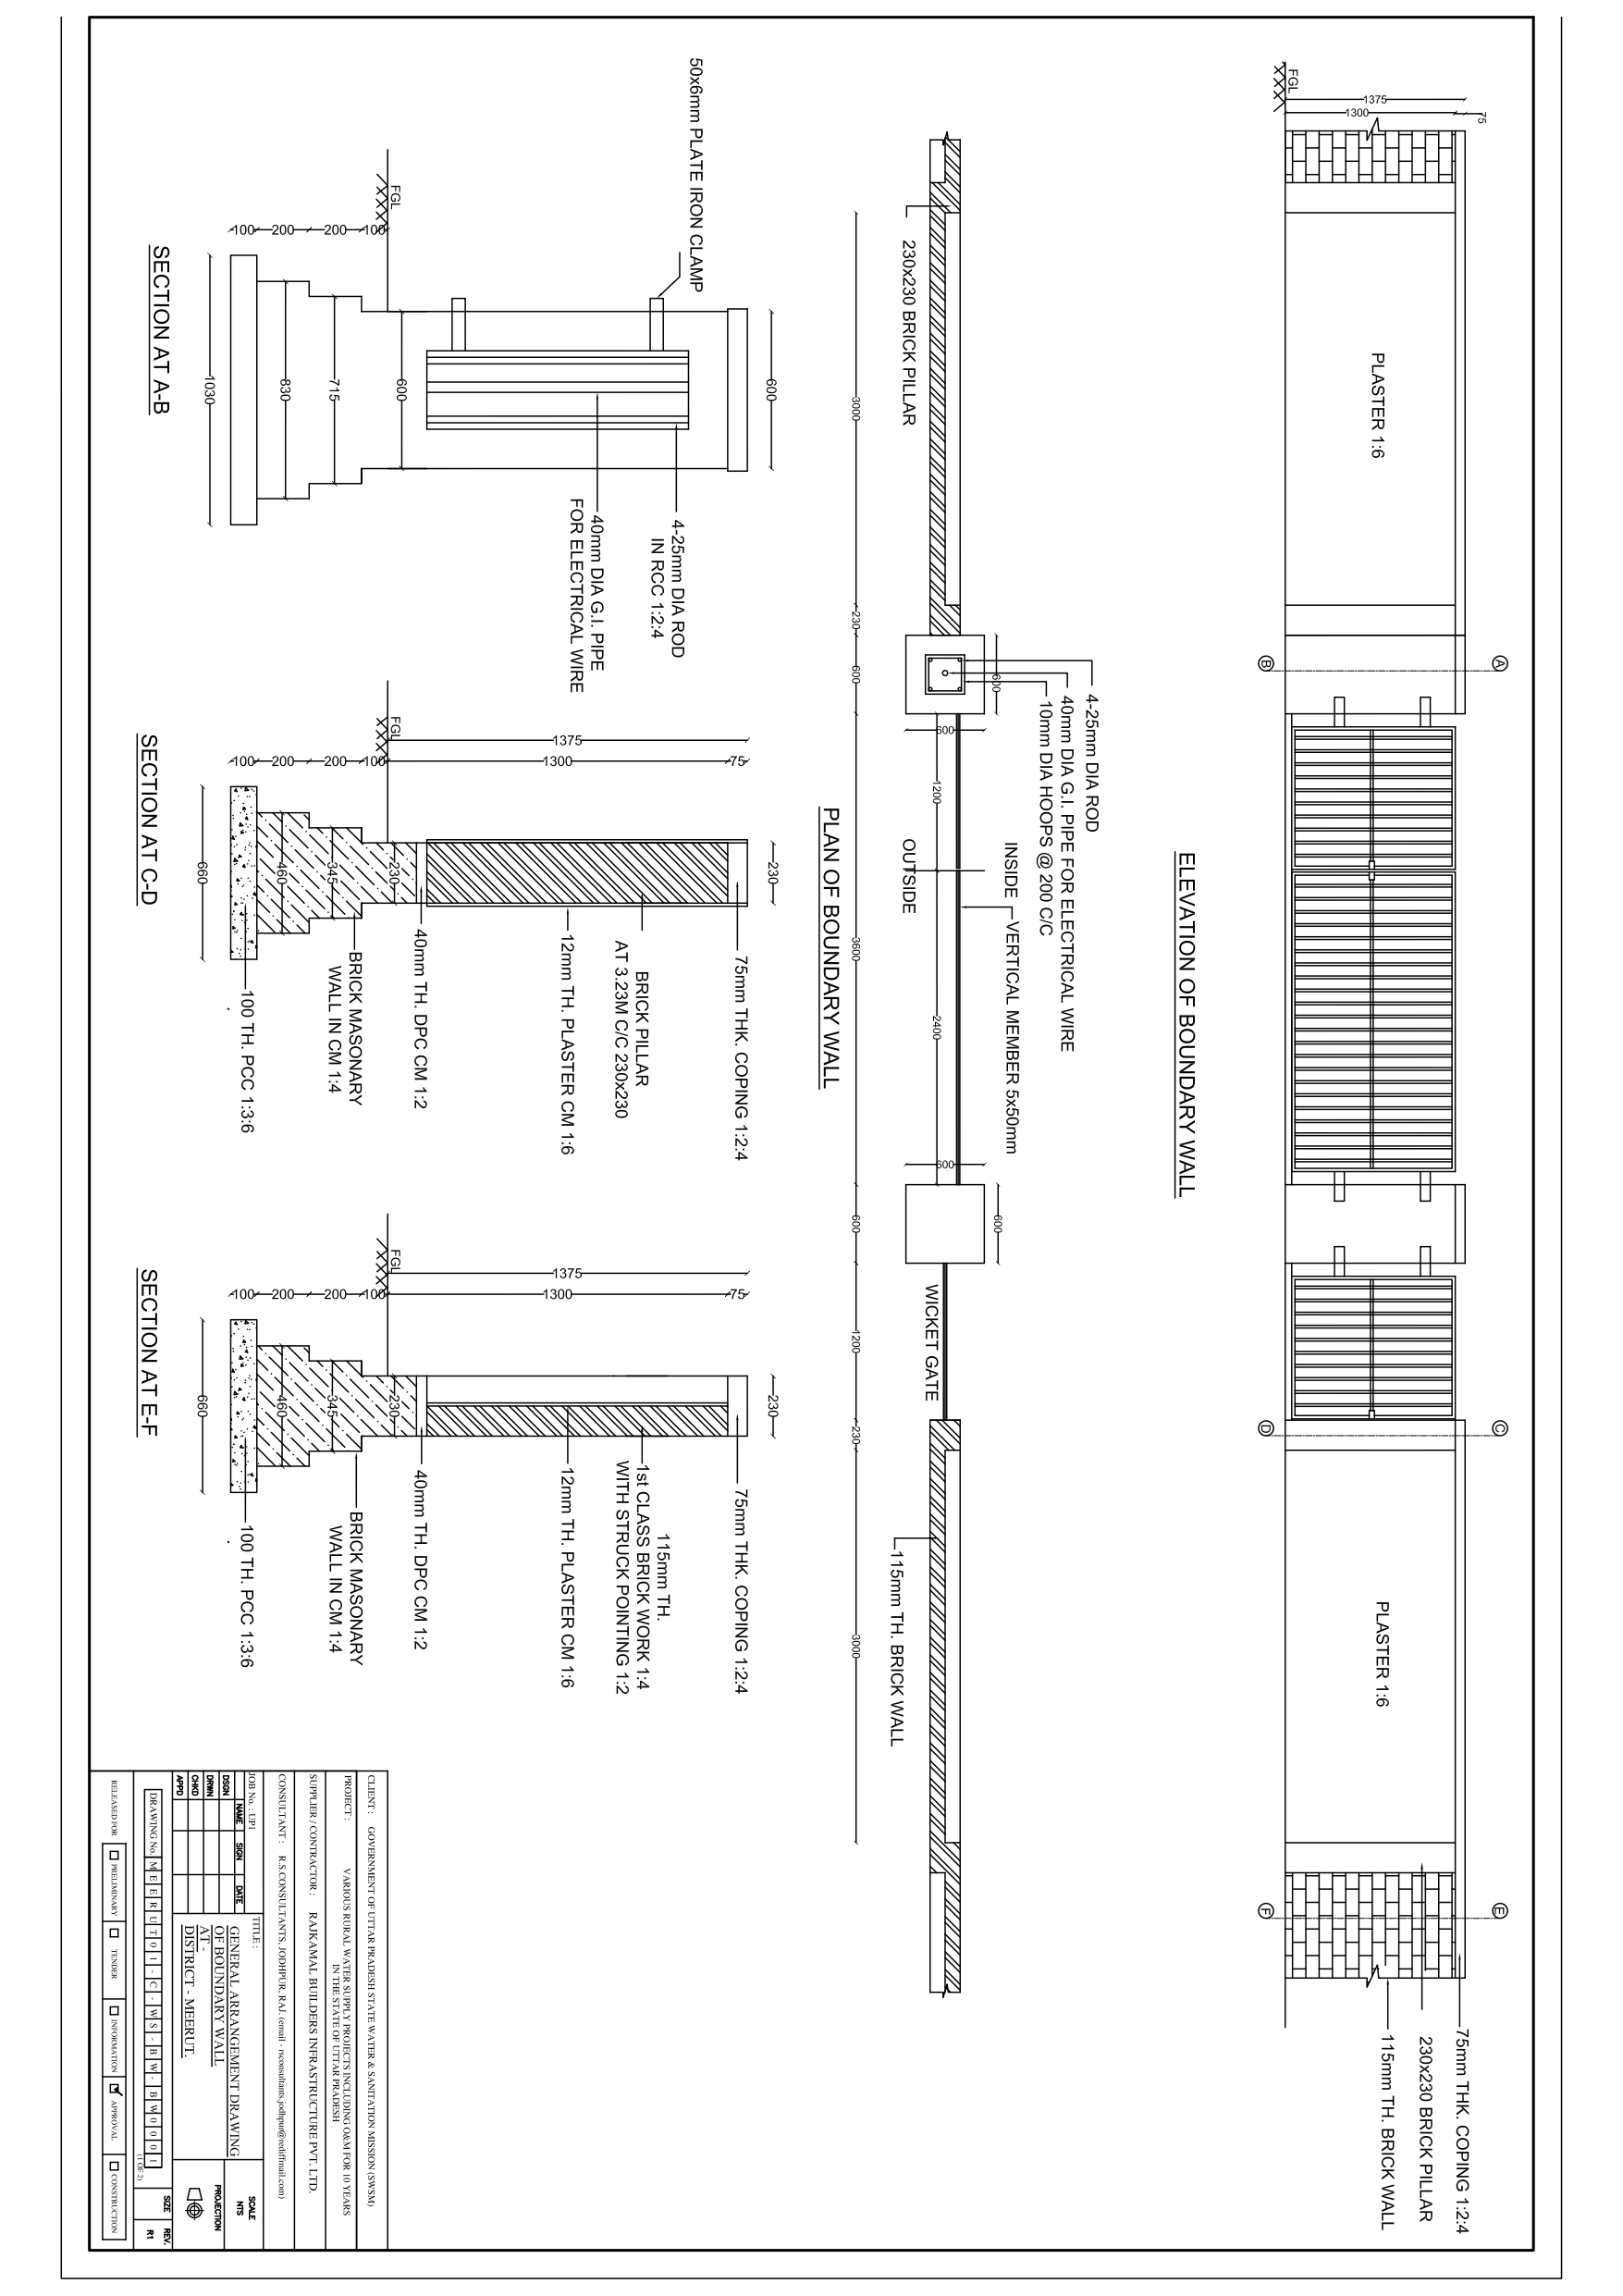 FGL
1375
1300
75
PLASTER 1:6
PLASTER 1:6
A
B
C
D
E
F
75mm THK. COPING 1:2:4
230x230 BRICK PILLAR
115mm TH. BRICK WALL
ELEVATION OF BOUNDARY WALL
4-25mm DIA ROD
40mm DIA G.I. PIPE FOR ELECTRICAL WIRE
10mm DIA HOOPS @ 200 C/C
INSIDE
VERTICAL MEMBER 5x50mm
600
600
600
600
1200
2400
230x230 BRICK PILLAR
OUTSIDE
WICKET GATE
115mm TH. BRICK WALL
3000
230
600
3600
600
1200
230
3000
PLAN OF BOUNDARY WALL
50x6mm PLATE IRON CLAMP
600
4-25mm DIA ROD
IN RCC 1:2:4
40mm DIA G.I. PIPE
FOR ELECTRICAL WIRE
600
FGL
100
200
200
100
715
830
1030
SECTION AT A-B
230
75mm THK. COPING 1:2:4
BRICK PILLAR
AT 3.23M C/C 230x230
12mm TH. PLASTER CM 1:6
1375
1300
75
40mm TH. DPC CM 1:2
FGL
100
200
200
100
230
345
460
BRICK MASONARY
WALL IN CM 1:4
100 TH. PCC 1:3:6
660
SECTION AT C-D
230
75mm THK. COPING 1:2:4
115mm TH.
1st CLASS BRICK WORK 1:4
WITH STRUCK POINTING 1:2
12mm TH. PLASTER CM 1:6
1375
1300
75
40mm TH. DPC CM 1:2
FGL
100
200
200
100
230
345
460
BRICK MASONARY
WALL IN CM 1:4
100 TH. PCC 1:3:6
660
SECTION AT E-F
CLIENT : GOVERNMENT OF UTTAR PRADESH STATE WATER & SANITATION MISSION (SWSM)
PROJECT : VARIOUS RURAL WATER SUPPLY PROJECTS INCLUDING O&M FOR 10 YEARS
IN THE STATE OF UTTAR PRADESH
SUPPLIER / CONTRACTOR : RAJKAMAL BUILDERS INFRASTRUCTURE PVT. LTD.
CONSULTANT : R.S.CONSULTANTS, JODHPUR, RAJ. (email - rsconsultants.jodhpur@rediffmail.com)
JOB No. : UP1
NAME SIGN DATE
DSGN
DRWN
CHKD
APPD
TITLE :
GENERAL ARRANGEMENT DRAWING
OF BOUNDARY WALL
AT -
DISTRICT - MEERUT.
SCALE
NTS
PROJECTION
DRAWING No. MEERUT01-C-WS-BW-BW0001
(1 OF 2)
SIZE
REV.
R1
RELEASED FOR PRELIMINARY TENDER INFORMATION APPROVAL CONSTRUCTION